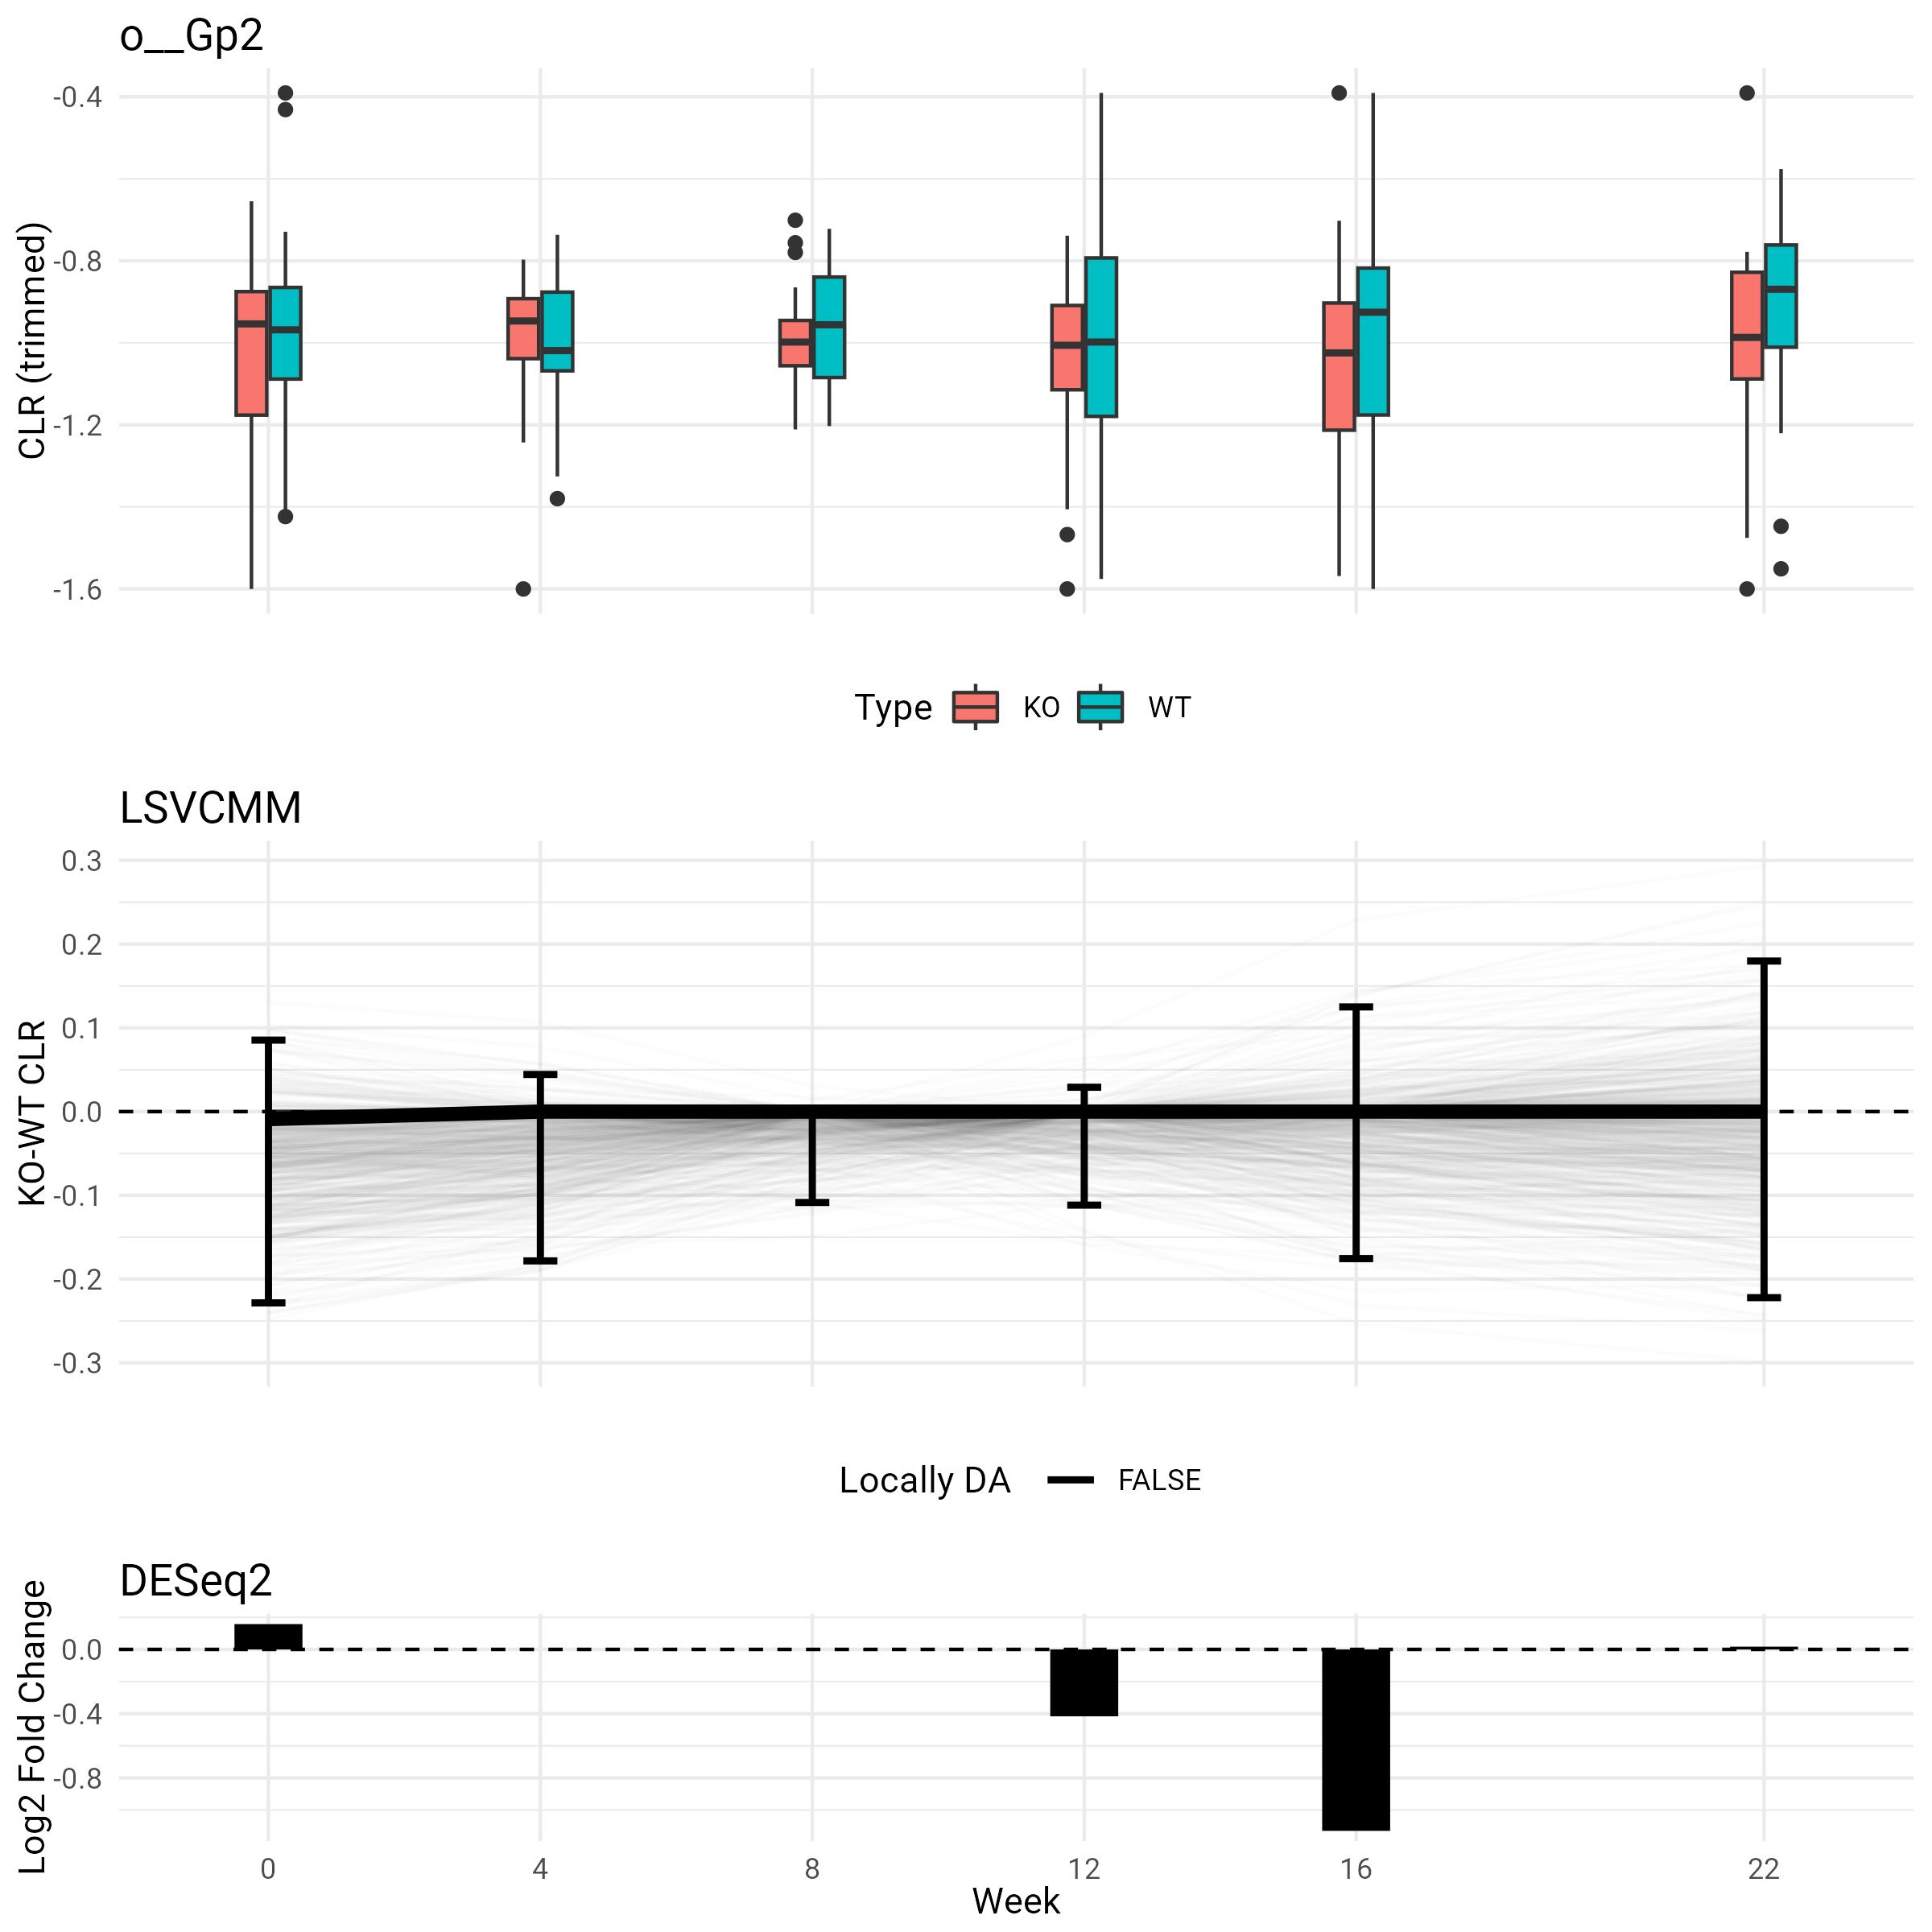 o__Gp2
CLR (trimmed)
-0.4
-0.8
-1.2
-1.6
Type KO WT
LSVCMM
KO-WT CLR
0.3
0.2
0.1
0.0
-0.1
-0.2
-0.3
Locally DA FALSE
DESeq2
Log2 Fold Change
0.0
-0.4
-0.8
0 4 8 12 16 22
Week